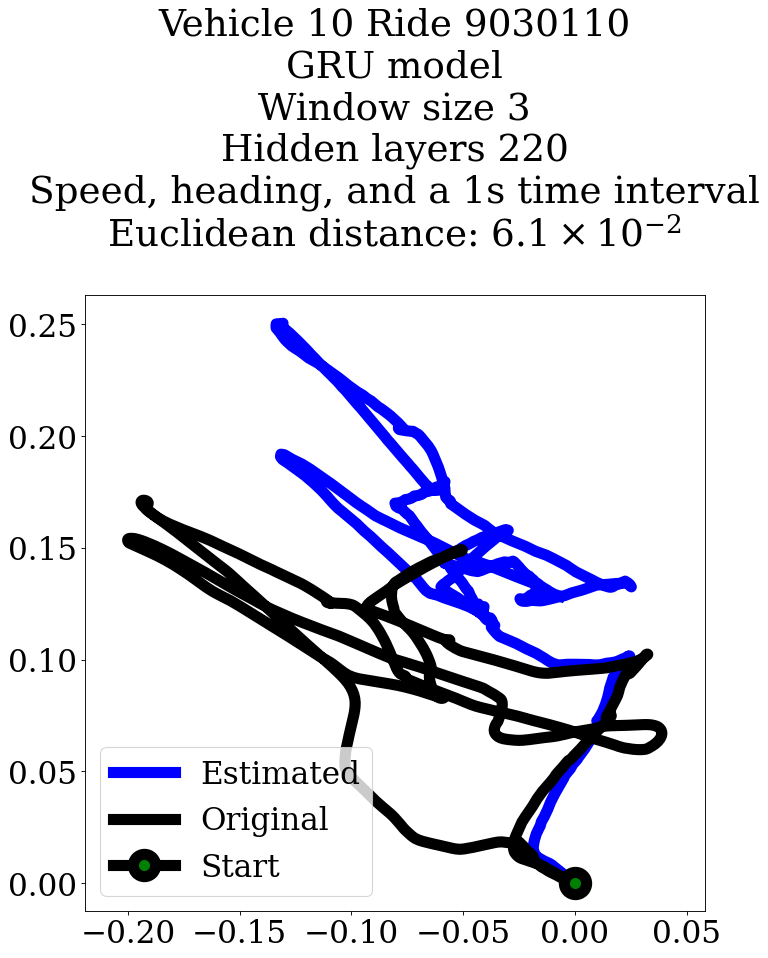 Vehicle 10 Ride 9030110
GRU model
Window size 3
Hidden layers 220
Speed, heading, and a 1s time interval
Euclidean distance: 6.1 × 10⁻²
0.25
0.20
0.15
0.10
0.05
0.00
Estimated
Original
Start
−0.20 −0.15 −0.10 −0.05 0.00 0.05